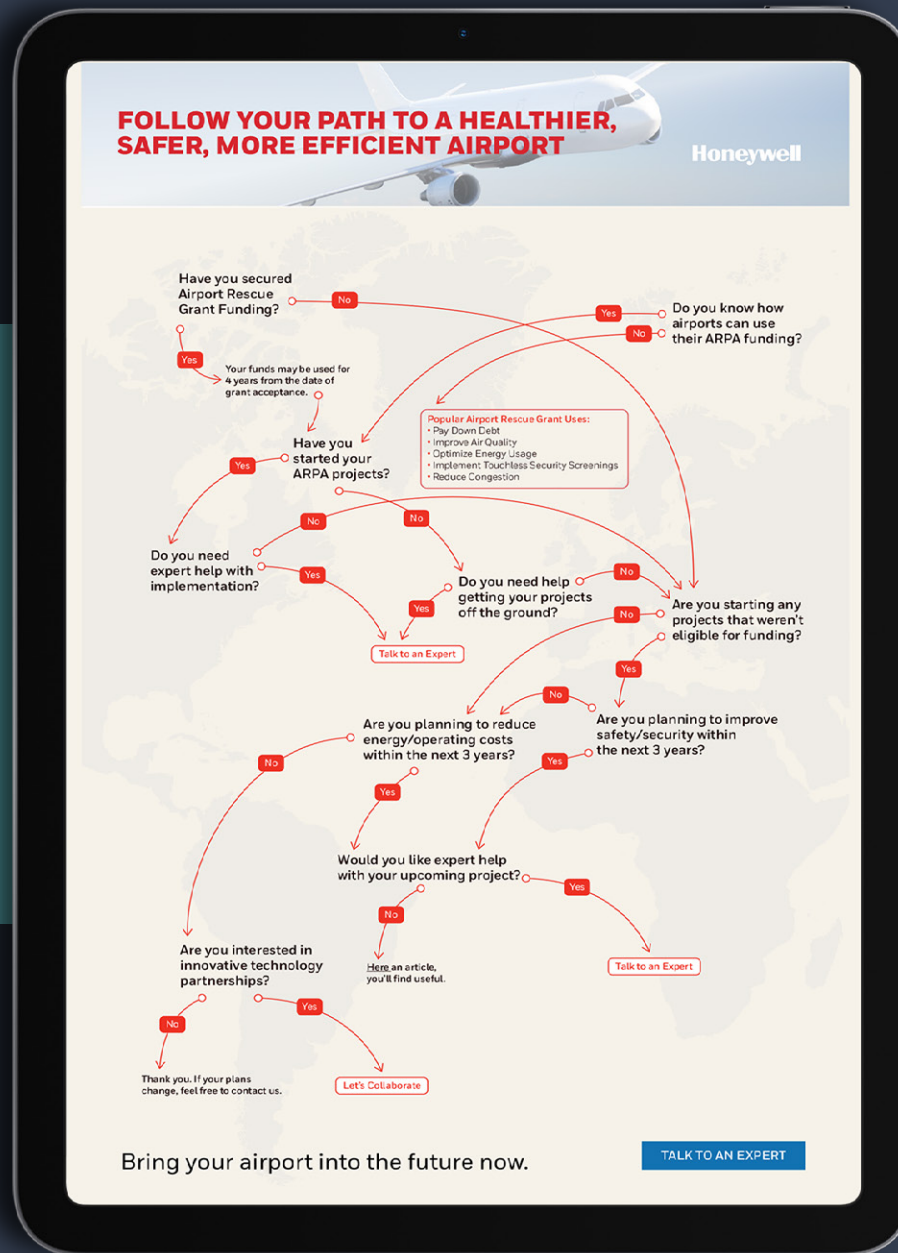 FOLLOW YOUR PATH TO A HEALTHIER,
SAFER, MORE EFFICIENT AIRPORT
Honeywell
Have you secured
Airport Rescue
Grant Funding?
No
Yes
Do you know how
airports can use
their ARPA funding?
Yes
No
Your funds may be used for
4 years from the date of
grant acceptance.
Popular Airport Rescue Grant Uses:
• Pay Down Debt
• Improve Air Quality
• Optimize Energy Usage
• Implement Touchless Security Screenings
• Reduce Congestion
Have you
started your
ARPA projects?
Yes
No
Do you need
expert help with
implementation?
No
Yes
Do you need help
getting your projects
off the ground?
No
Yes
Talk to an Expert
Are you starting any
projects that weren't
eligible for funding?
No
Yes
Are you planning to reduce
energy/operating costs
within the next 3 years?
No
Yes
Are you planning to improve
safety/security within
the next 3 years?
No
Yes
Would you like expert help
with your upcoming project?
Yes
No
Here an article,
you'll find useful.
Talk to an Expert
Are you interested in
innovative technology
partnerships?
No
Yes
Thank you. If your plans
change, feel free to contact us.
Let's Collaborate
Bring your airport into the future now.
TALK TO AN EXPERT